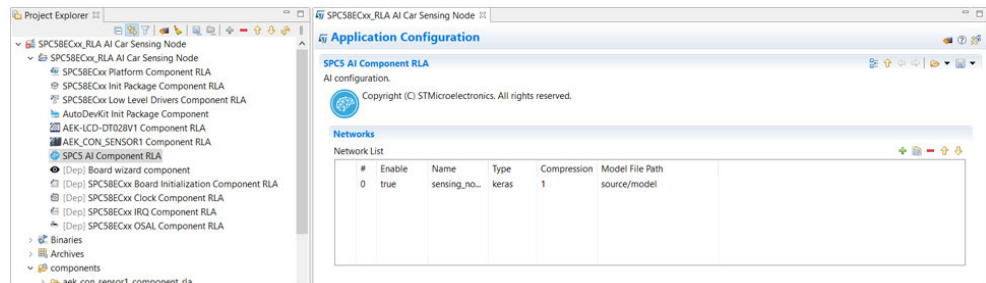 Project Explorer
SPC58ECxx_RLA AI Car Sensing Node
SPC58ECxx_RLA AI Car Sensing Node
SPC58ECxx Platform Component RLA
SPC58ECxx Init Package Component RLA
SPC58ECxx Low Level Drivers Component RLA
AutoDevKit Init Package Component
AEK-LCD-DT028V1 Component RLA
AEK_CON_SENSOR1 Component RLA
SPC5 AI Component RLA
[Dep] Board wizard component
[Dep] SPC58ECxx Board Initialization Component RLA
[Dep] SPC58ECxx Clock Component RLA
[Dep] SPC58ECxx IRQ Component RLA
[Dep] SPC58ECxx OSAL Component RLA
Binaries
Archives
components
aek_con_sensor1_component_rla
SPC58ECxx_RLA AI Car Sensing Node
Application Configuration
SPC5 AI Component RLA
AI configuration.
Copyright (C) STMicroelectronics. All rights reserved.
Networks
Network List
# Enable Name Type Compression Model File Path
0 true sensing_no... keras 1 source/model